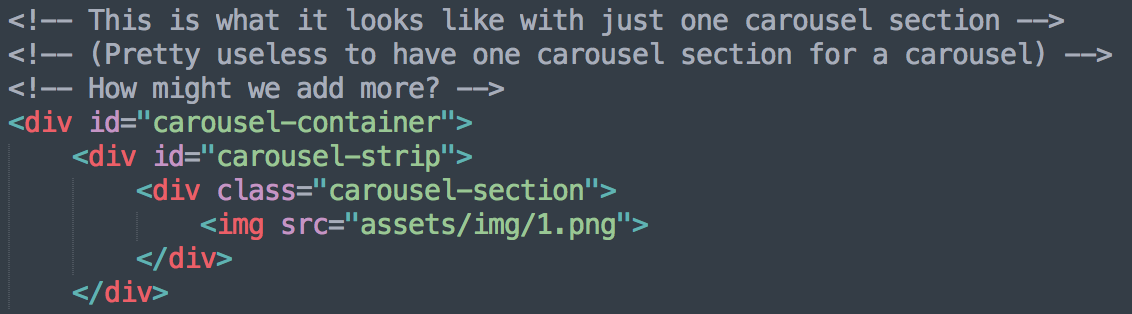 <!-- This is what it looks like with just one carousel section -->
<!-- (Pretty useless to have one carousel section for a carousel) -->
<!-- How might we add more? -->
<div id="carousel-container">
    <div id="carousel-strip">
        <div class="carousel-section">
            <img src="assets/img/1.png">
        </div>
    </div>